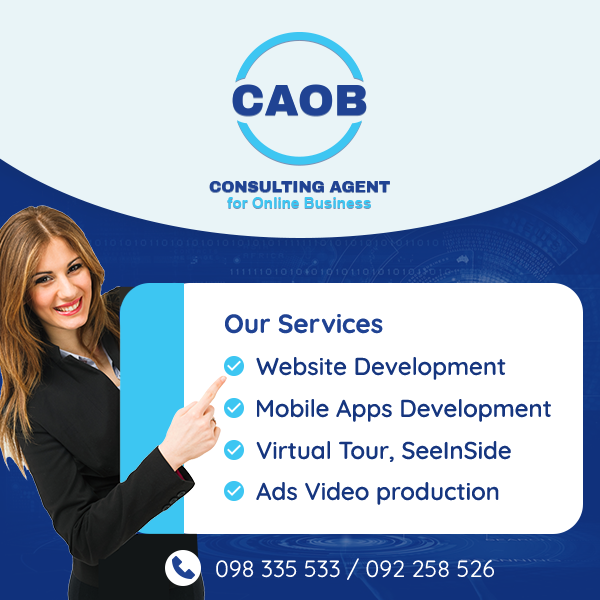 CAOB
CONSULTING AGENT
for Online Business
Our Services
Website Development
Mobile Apps Development
Virtual Tour, SeeInSide
Ads Video production
098 335 533 / 092 258 526